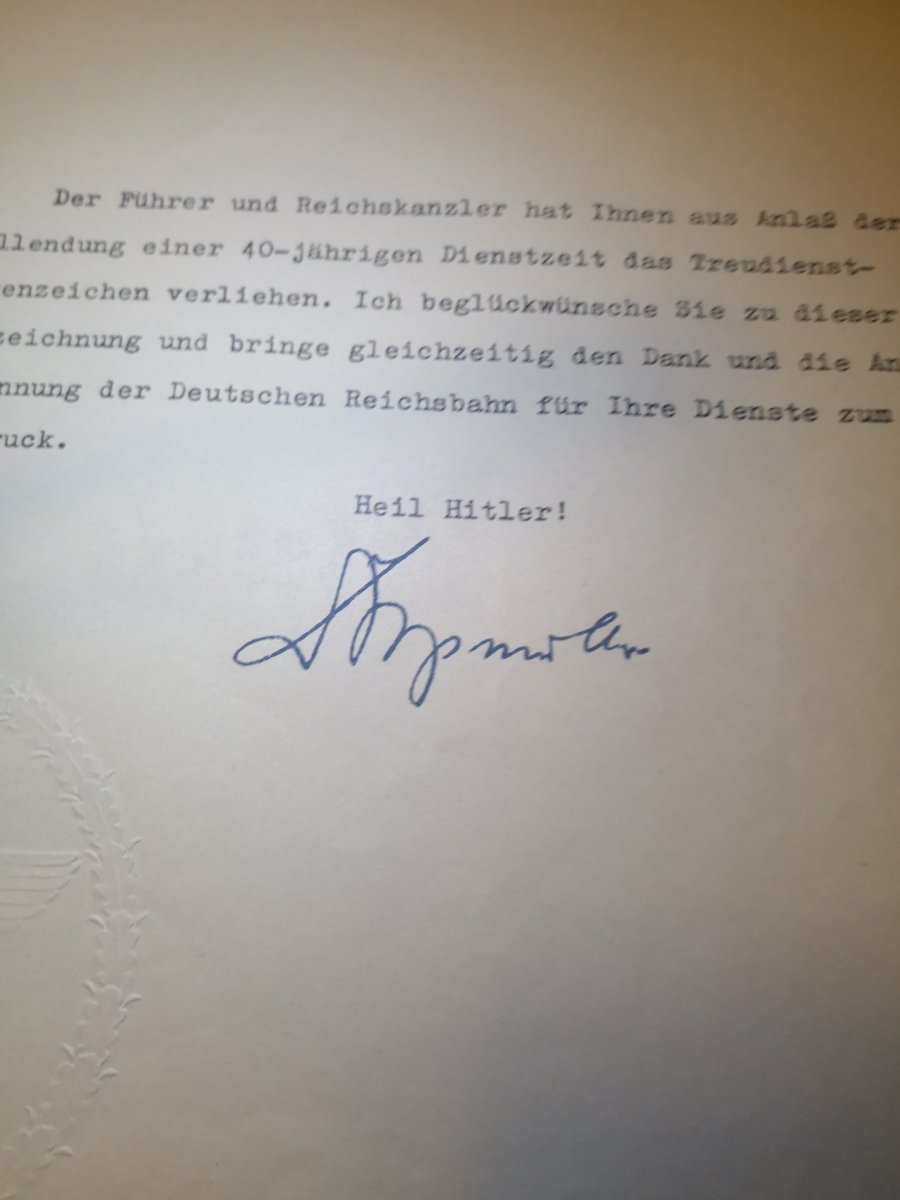 Der Führer und Reichskanzler hat Ihnen aus Anlaß der
llendung einer 40-jährigen Dienstzeit das Treudienst-
enzeichen verliehen. Ich beglückwünsche Sie zu dieser
zeichnung und bringe gleichzeitig den Dank und die An
nnung der Deutschen Reichsbahn für Ihre Dienste zum
ruck.
Heil Hitler!